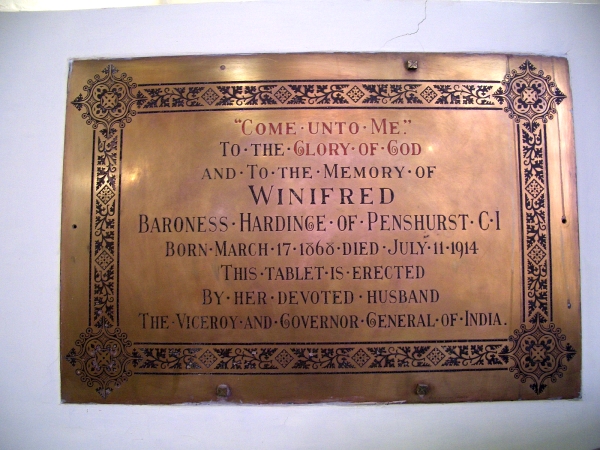 "COME·UNTO·ME."
TO·THE·GLORY·OF·GOD
AND·TO·THE·MEMORY·OF
WINIFRED
BARONESS·HARDINGE·OF·PENSHURST·C·I
BORN·MARCH·17·1868·DIED·JULY·11·1914
THIS·TABLET·IS·ERECTED
BY·HER·DEVOTED·HUSBAND
THE·VICEROY·AND·GOVERNOR·GENERAL·OF·INDIA.